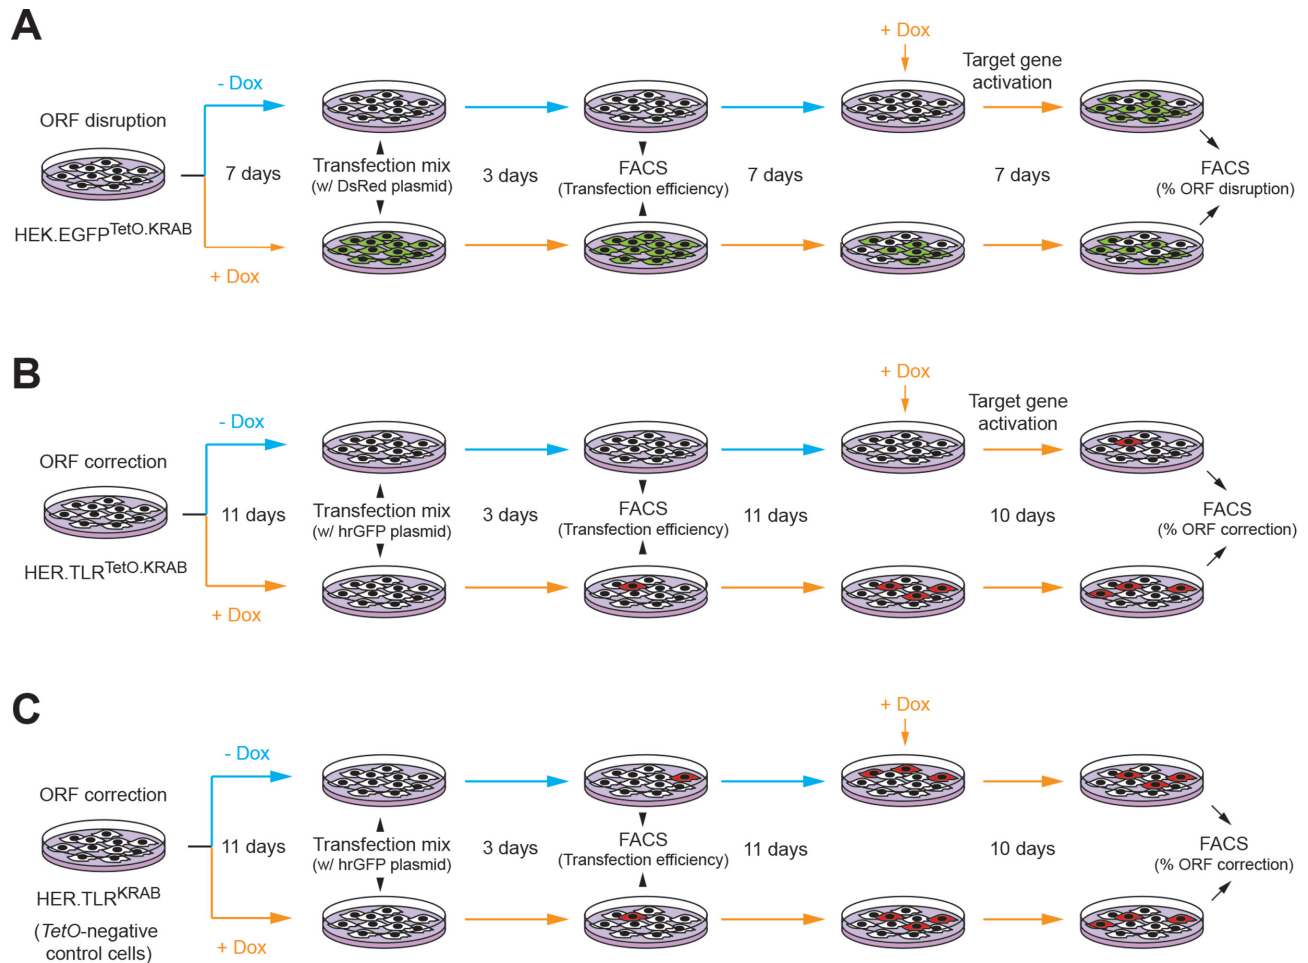 A
+ Dox
- Dox
Target gene
activation
ORF disruption
7 days
Transfection mix
(w/ DsRed plasmid)
3 days
FACS
(Transfection efficiency)
7 days
7 days
FACS
(% ORF disruption)
HEK.EGFPTetO.KRAB
+ Dox
B
+ Dox
- Dox
Target gene
activation
ORF correction
11 days
Transfection mix
(w/ hrGFP plasmid)
3 days
FACS
(Transfection efficiency)
11 days
10 days
FACS
(% ORF correction)
HER.TLRTetO.KRAB
+ Dox
C
+ Dox
- Dox
ORF correction
11 days
Transfection mix
(w/ hrGFP plasmid)
3 days
FACS
(Transfection efficiency)
11 days
10 days
FACS
(% ORF correction)
HER.TLRKRAB
(TetO-negative
control cells)
+ Dox